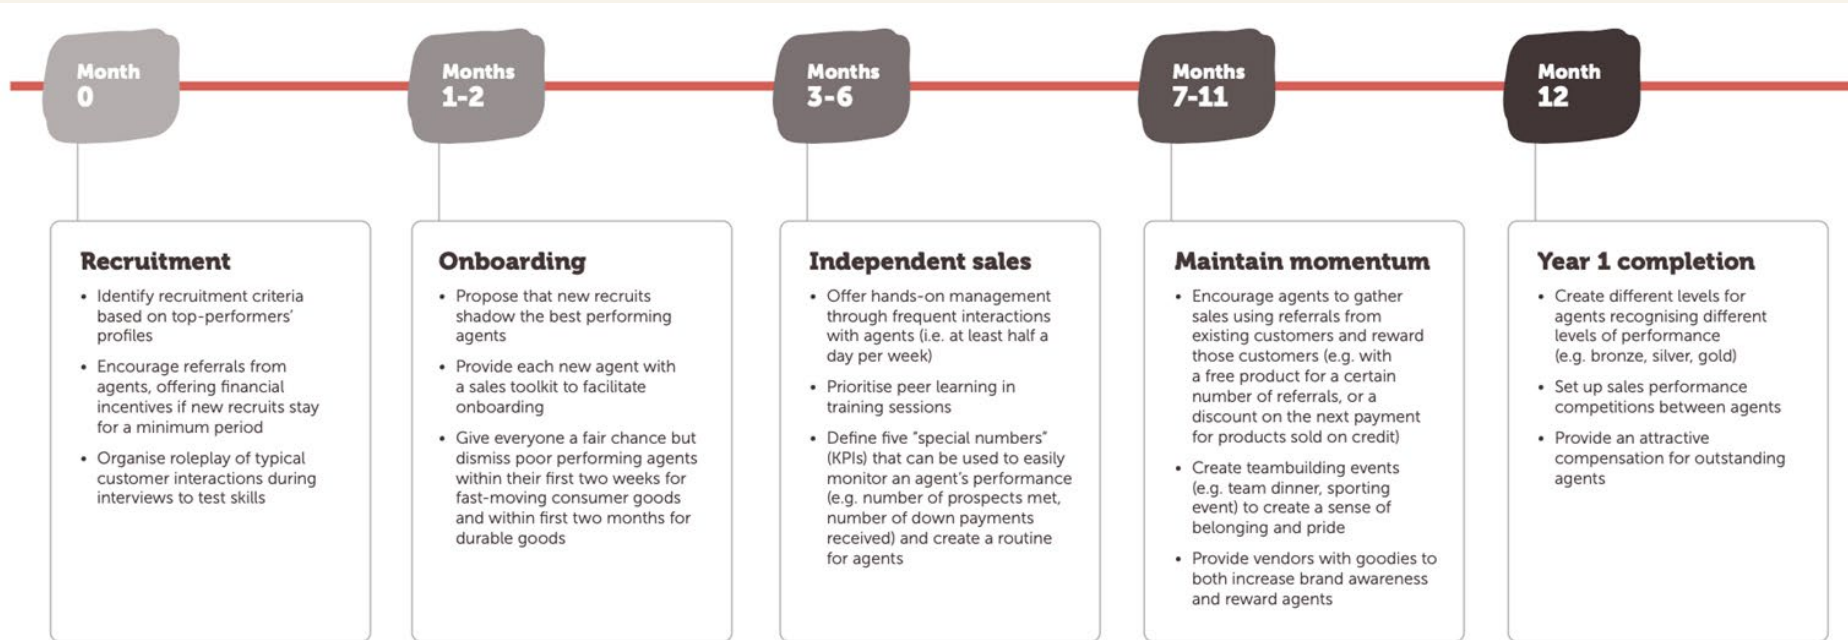 Month
0
Months
1-2
Months
3-6
Months
7-11
Month
12
Recruitment
• Identify recruitment criteria
based on top-performers’
profiles
• Encourage referrals from
agents, offering financial
incentives if new recruits stay
for a minimum period
• Organise roleplay of typical
customer interactions during
interviews to test skills
Onboarding
• Propose that new recruits
shadow the best performing
agents
• Provide each new agent with
a sales toolkit to facilitate
onboarding
• Give everyone a fair chance but
dismiss poor performing agents
within their first two weeks for
fast-moving consumer goods
and within first two months for
durable goods
Independent sales
• Offer hands-on management
through frequent interactions
with agents (i.e. at least half a
day per week)
• Prioritise peer learning in
training sessions
• Define five “special numbers”
(KPIs) that can be used to easily
monitor an agent’s performance
(e.g. number of prospects met,
number of down payments
received) and create a routine
for agents
Maintain momentum
• Encourage agents to gather
sales using referrals from
existing customers and reward
those customers (e.g. with
a free product for a certain
number of referrals, or a
discount on the next payment
for products sold on credit)
• Create teambuilding events
(e.g. team dinner, sporting
event) to create a sense of
belonging and pride
• Provide vendors with goodies to
both increase brand awareness
and reward agents
Year 1 completion
• Create different levels for
agents recognising different
levels of performance
(e.g. bronze, silver, gold)
• Set up sales performance
competitions between agents
• Provide an attractive
compensation for outstanding
agents